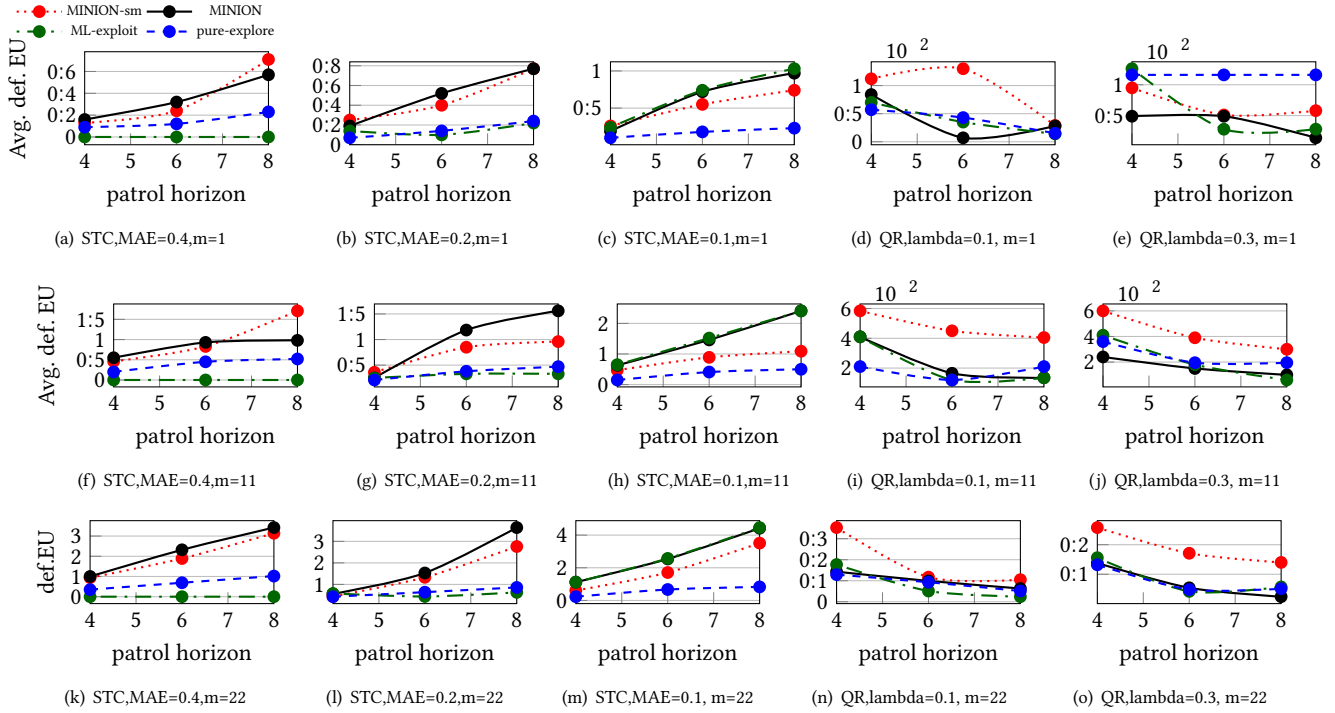 MINION-sm MINION
ML-exploit pure-explore
Avg. def. EU
0:6
0:4
0:2
0
4 5 6 7 8
patrol horizon
(a) STC,MAE=0.4,m=1
0:8
0:6
0:4
0:2
0
4 5 6 7 8
patrol horizon
(b) STC,MAE=0.2,m=1
1
0:5
4 5 6 7 8
patrol horizon
(c) STC,MAE=0.1,m=1
10 2
1
0:5
0
4 5 6 7 8
patrol horizon
(d) QR,lambda=0.1, m=1
10 2
1
0:5
4 5 6 7 8
patrol horizon
(e) QR,lambda=0.3, m=1
Avg. def. EU
1:5
1
0.5
0
4 5 6 7 8
patrol horizon
(f) STC,MAE=0.4,m=11
1:5
1
0.5
4 5 6 7 8
patrol horizon
(g) STC,MAE=0.2,m=11
2
1
0
4 5 6 7 8
patrol horizon
(h) STC,MAE=0.1,m=11
10 2
6
4
2
4 5 6 7 8
patrol horizon
(i) QR,lambda=0.1, m=11
10 2
6
4
2
4 5 6 7 8
patrol horizon
(j) QR,lambda=0.3, m=11
def.EU
3
2
1
0
4 5 6 7 8
patrol horizon
(k) STC,MAE=0.4,m=22
3
2
1
4 5 6 7 8
patrol horizon
(l) STC,MAE=0.2,m=22
4
2
0
4 5 6 7 8
patrol horizon
(m) STC,MAE=0.1, m=22
0:3
0:2
0:1
0
4 5 6 7 8
patrol horizon
(n) QR,lambda=0.1, m=22
0:2
0:1
4 5 6 7 8
patrol horizon
(o) QR,lambda=0.3, m=22